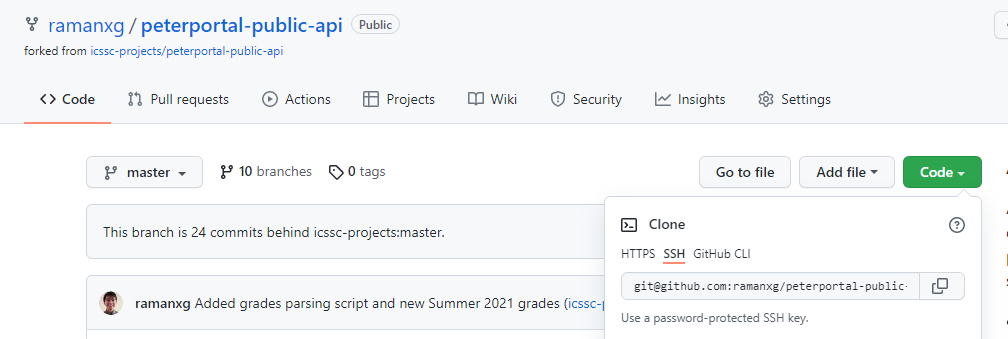 ramanxg / peterportal-public-api Public
forked from icssc-projects/peterportal-public-api
Code Pull requests Actions Projects Wiki Security Insights Settings
master 10 branches 0 tags Go to file Add file Code
This branch is 24 commits behind icssc-projects:master.
Clone
HTTPS SSH GitHub CLI
git@github.com:ramanxg/peterportal-public-
ramanxg Added grades parsing script and new Summer 2021 grades (icssc-p
Use a password-protected SSH key.